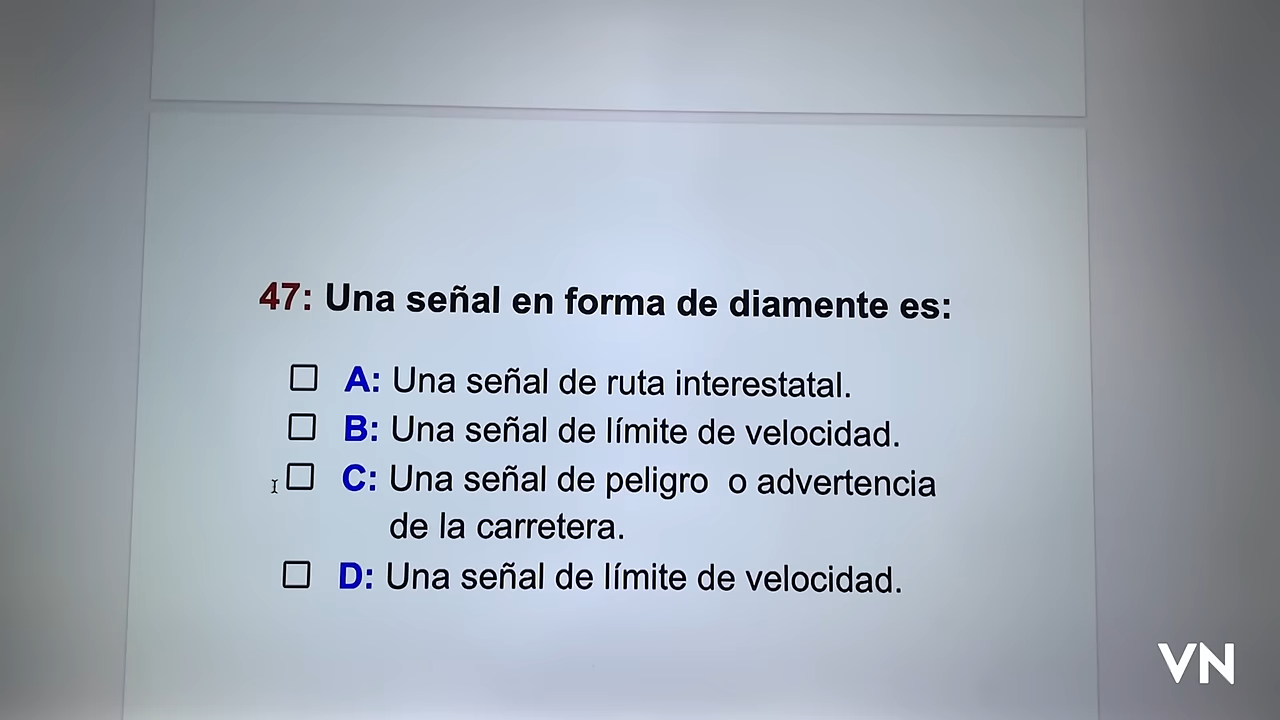 47: Una señal en forma de diamente es:
A: Una señal de ruta interestatal.
B: Una señal de límite de velocidad.
C: Una señal de peligro o advertencia
de la carretera.
D: Una señal de límite de velocidad.
VN